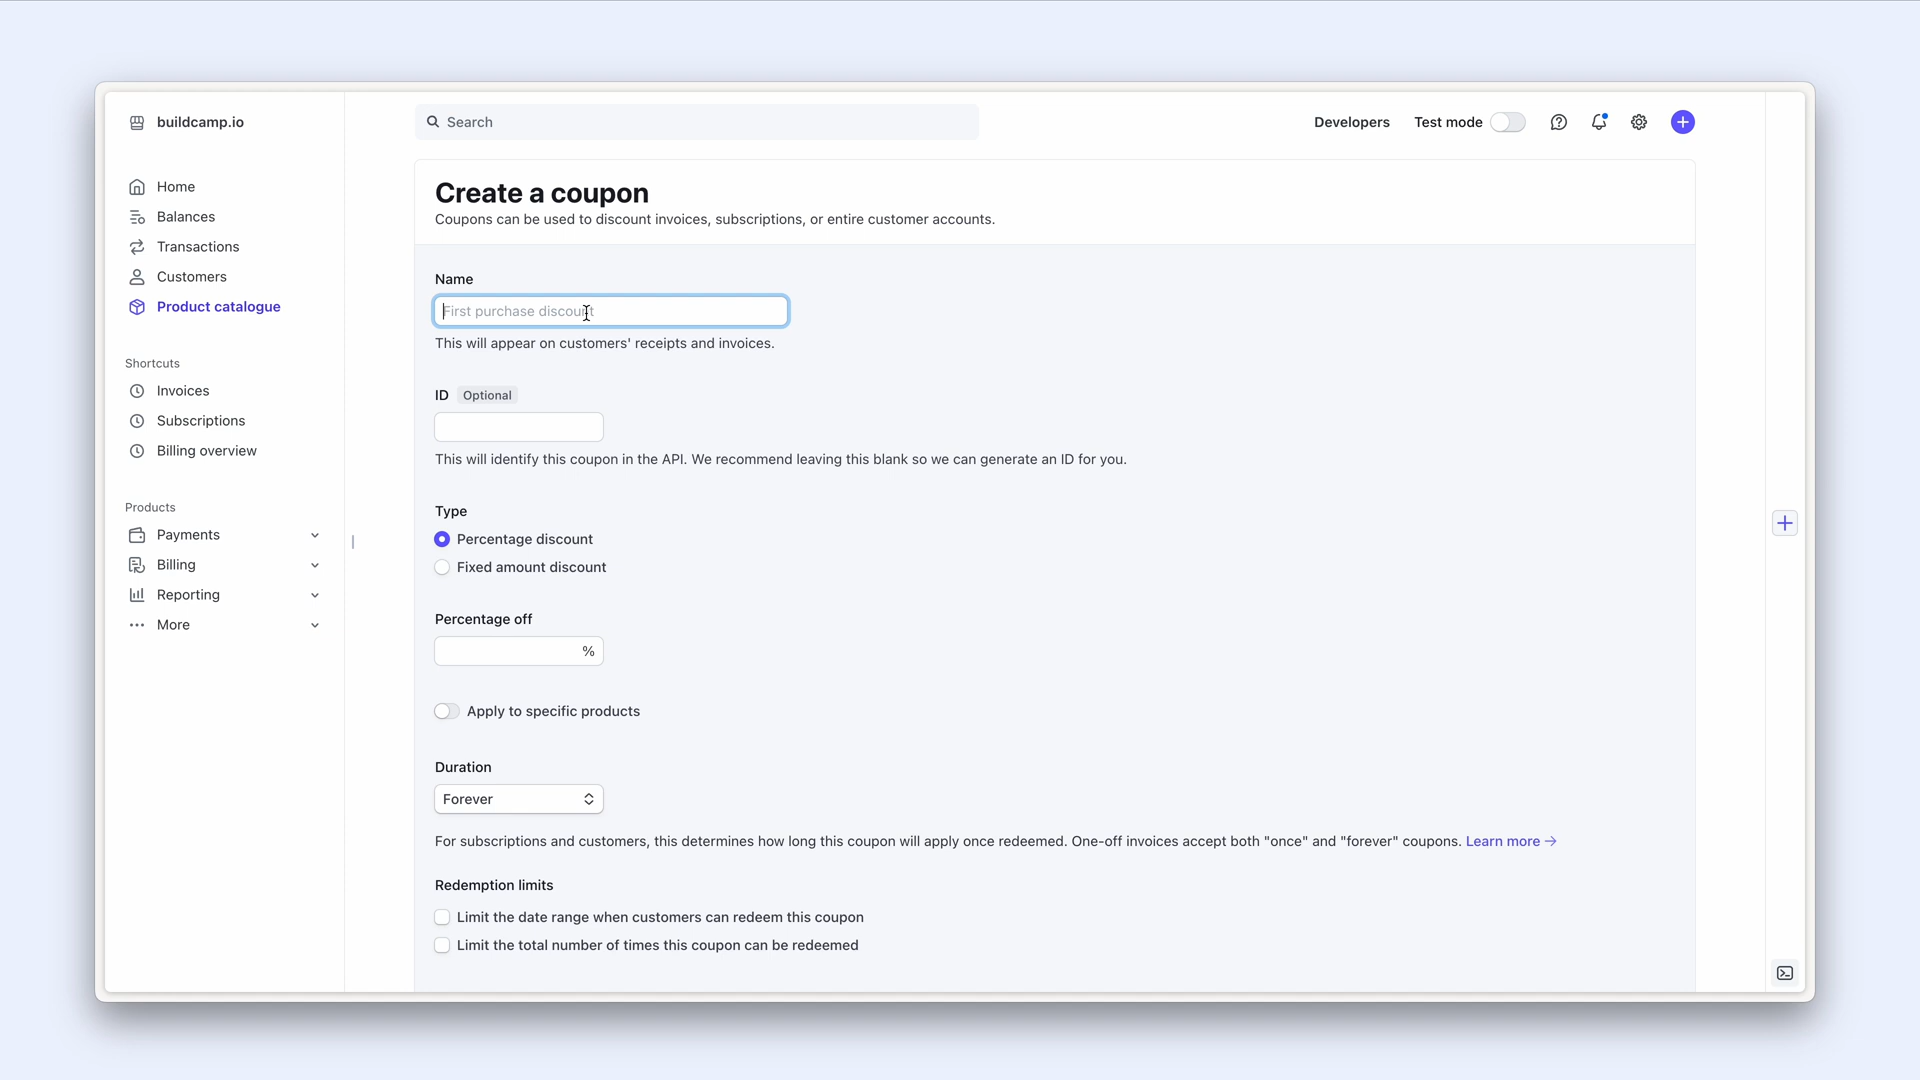 buildcamp.io
Search
Developers
Test mode
Home
Balances
Transactions
Customers
Product catalogue
Shortcuts
Invoices
Subscriptions
Billing overview
Products
Payments
Billing
Reporting
More
Create a coupon
Coupons can be used to discount invoices, subscriptions, or entire customer accounts.
Name
First purchase discount
This will appear on customers' receipts and invoices.
ID Optional
This will identify this coupon in the API. We recommend leaving this blank so we can generate an ID for you.
Type
Percentage discount
Fixed amount discount
Percentage off
%
Apply to specific products
Duration
Forever
For subscriptions and customers, this determines how long this coupon will apply once redeemed. One-off invoices accept both "once" and "forever" coupons. Learn more →
Redemption limits
Limit the date range when customers can redeem this coupon
Limit the total number of times this coupon can be redeemed